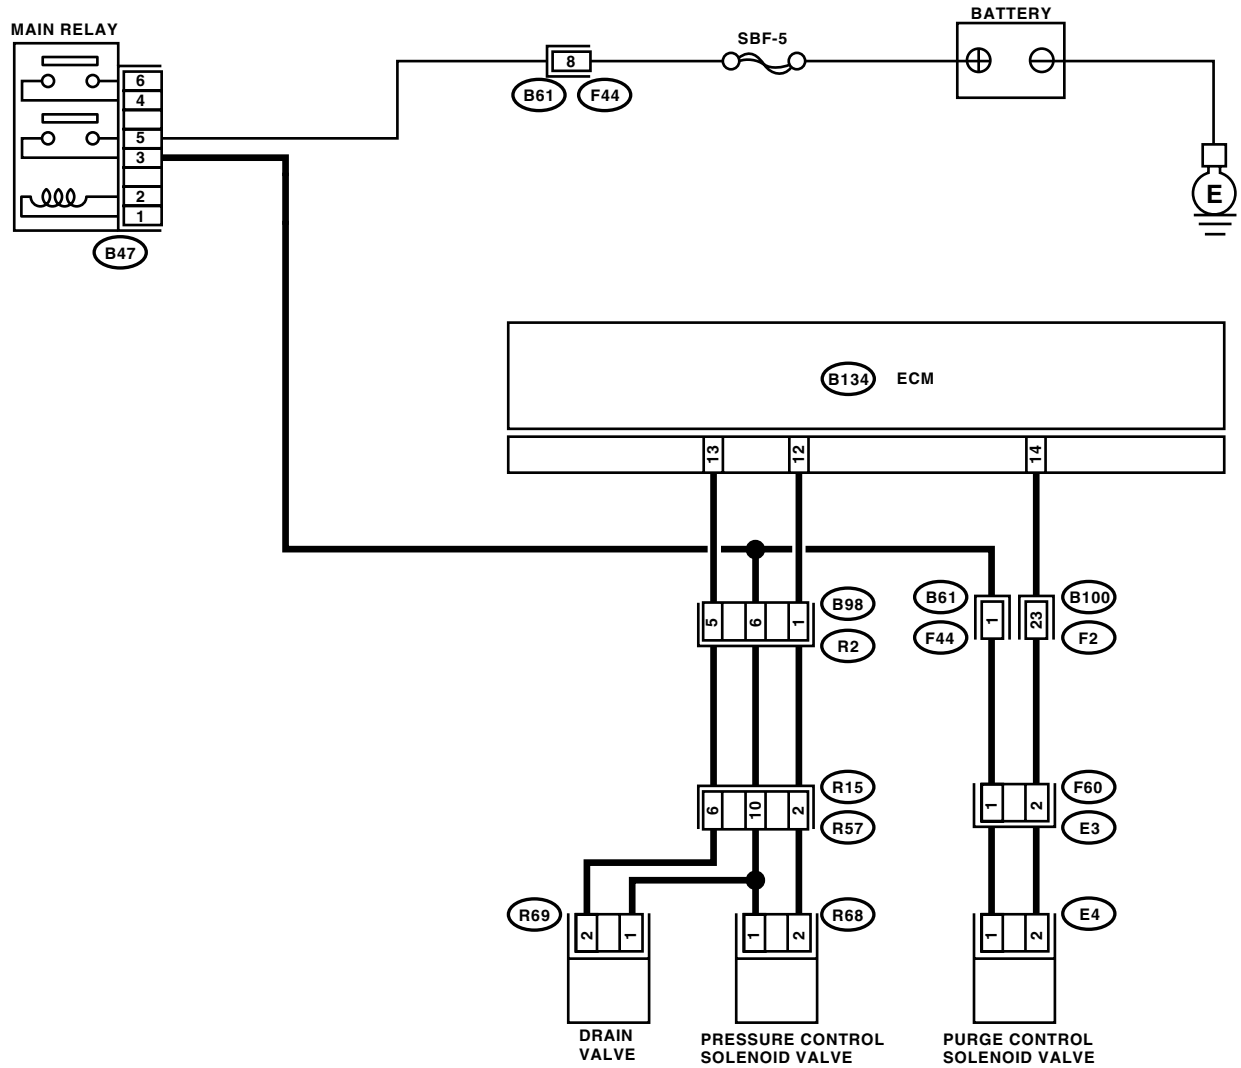 BATTERY
MAIN RELAY
SBF-5
8
B61
F44
6
4
5
3
2
1
B47
E
B134
ECM
13
12
14
B98
R2
5
6
1
B61
F44
1
23
B100
F2
R15
R57
6
10
2
F60
E3
1
2
R69
2
1
1
2
R68
1
2
E4
DRAIN
VALVE
PRESSURE CONTROL
SOLENOID VALVE
PURGE CONTROL
SOLENOID VALVE